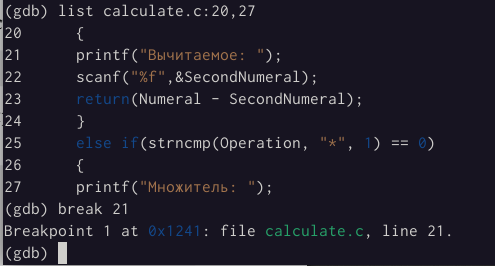 (gdb) list calculate.c:20,27
20 {
21 printf("Вычитаемое: ");
22 scanf("%f",&SecondNumeral);
23 return(Numeral - SecondNumeral);
24 }
25 else if(strncmp(Operation, "*", 1) == 0)
26 {
27 printf("Множитель: ");
(gdb) break 21
Breakpoint 1 at 0x1241: file calculate.c, line 21.
(gdb)